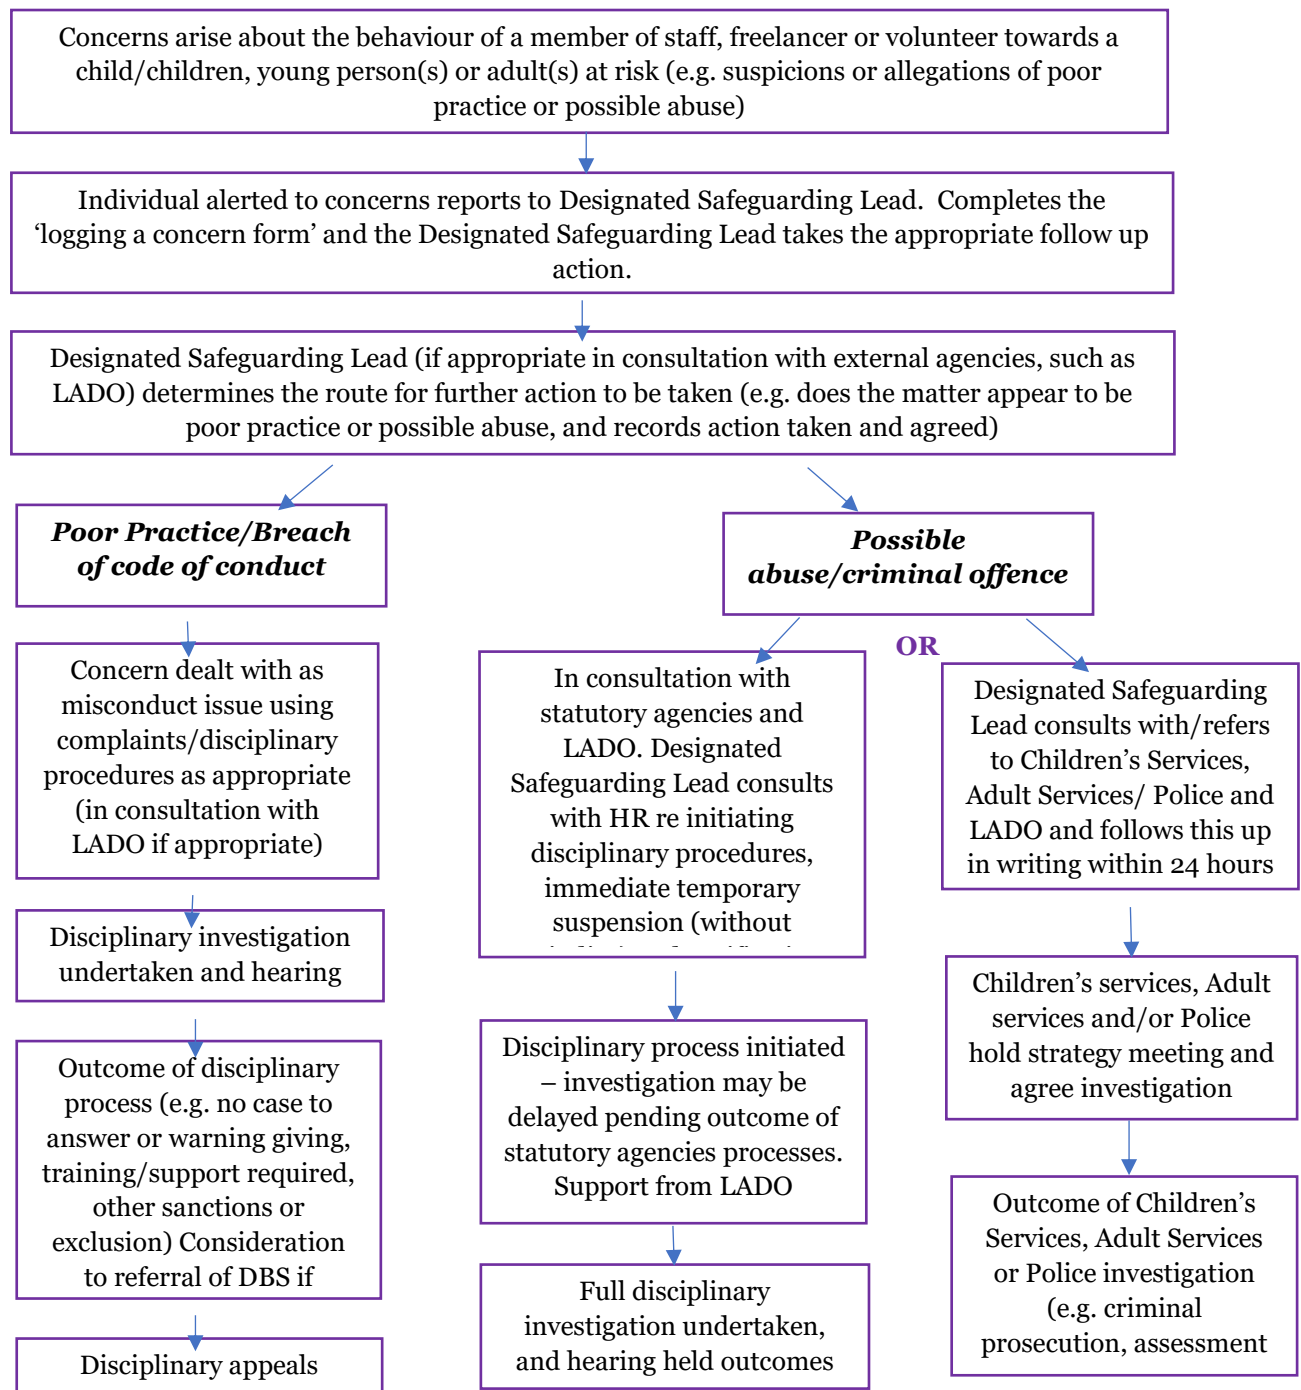 Concerns arise about the behaviour of a member of staff, freelancer or volunteer towards a
child/children, young person(s) or adult(s) at risk (e.g. suspicions or allegations of poor
practice or possible abuse)
Individual alerted to concerns reports to Designated Safeguarding Lead.  Completes the
‘logging a concern form’ and the Designated Safeguarding Lead takes the appropriate follow up
action.
Designated Safeguarding Lead (if appropriate in consultation with external agencies, such as
LADO) determines the route for further action to be taken (e.g. does the matter appear to be
poor practice or possible abuse, and records action taken and agreed)
Poor Practice/Breach
of code of conduct
Possible
abuse/criminal offence
OR
Concern dealt with as
misconduct issue using
complaints/disciplinary
procedures as appropriate
(in consultation with
LADO if appropriate)
Disciplinary investigation
undertaken and hearing
Outcome of disciplinary
process (e.g. no case to
answer or warning giving,
training/support required,
other sanctions or
exclusion) Consideration
to referral of DBS if
Disciplinary appeals
In consultation with
statutory agencies and
LADO. Designated
Safeguarding Lead consults
with HR re initiating
disciplinary procedures,
immediate temporary
suspension (without
Disciplinary process initiated
– investigation may be
delayed pending outcome of
statutory agencies processes.
Support from LADO
Full disciplinary
investigation undertaken,
and hearing held outcomes
Designated Safeguarding
Lead consults with/refers
to Children’s Services,
Adult Services/ Police and
LADO and follows this up
in writing within 24 hours
Children’s services, Adult
services and/or Police
hold strategy meeting and
agree investigation
Outcome of Children’s
Services, Adult Services
or Police investigation
(e.g. criminal
prosecution, assessment